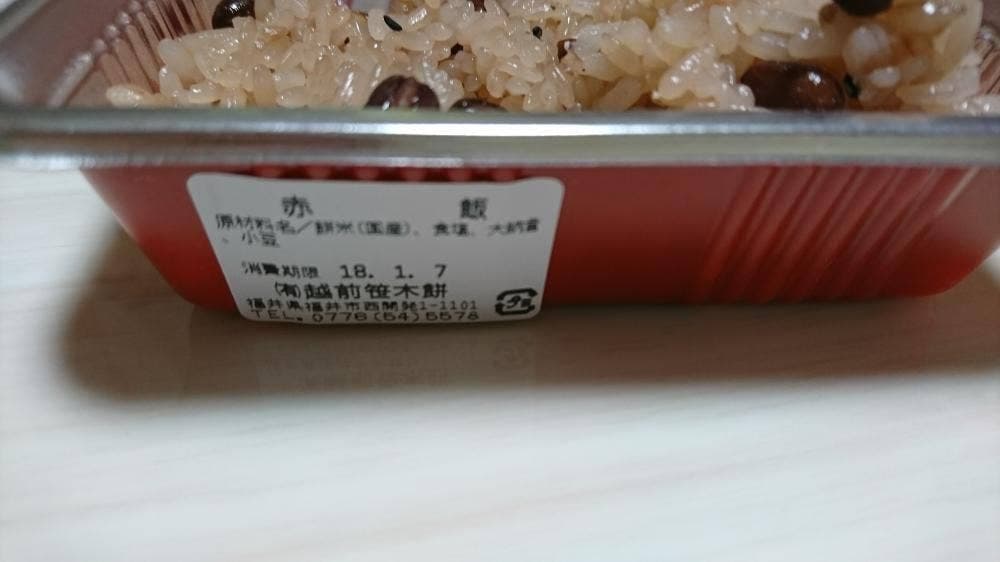 赤飯
原材料名/餅米(国産)、食塩、大納言
、小豆
消費期限 18. 1. 7
(有)越前笹木餅
福井県福井市西開発1-1101
TEL. 0776(54)5578
プラ